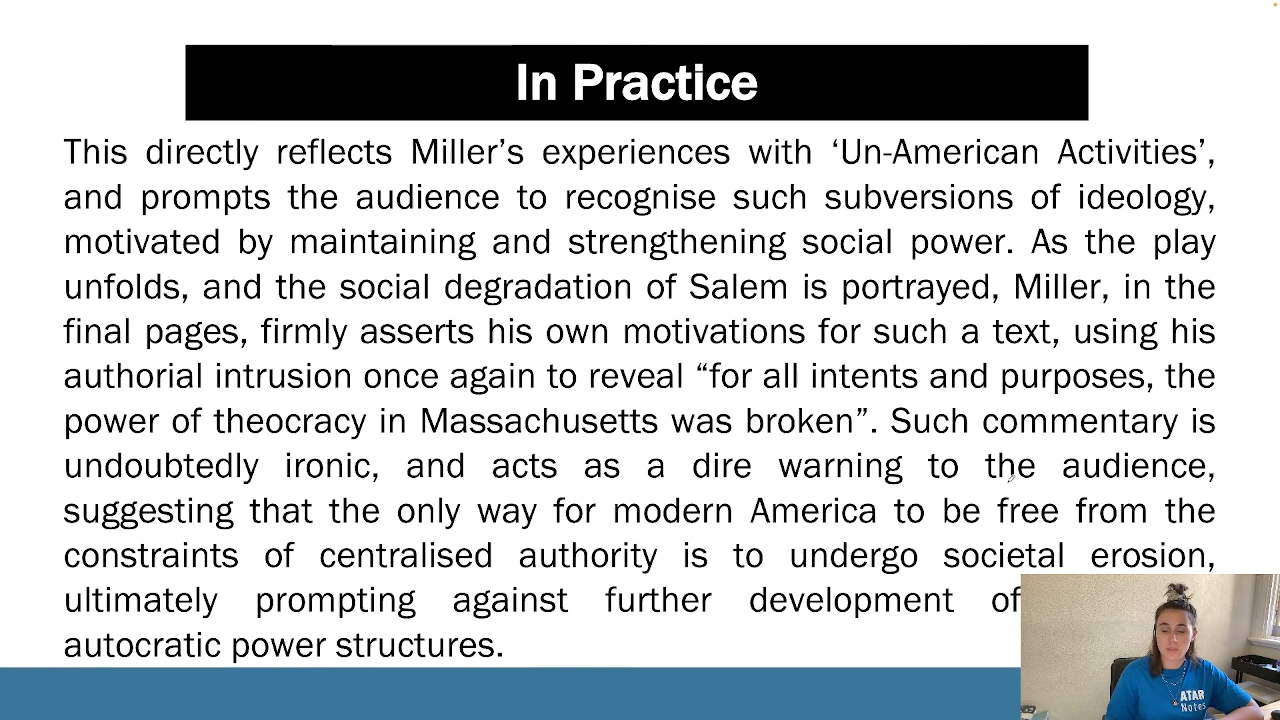 In Practice
This directly reflects Miller’s experiences with ‘Un-American Activities’,
and prompts the audience to recognise such subversions of ideology,
motivated by maintaining and strengthening social power. As the play
unfolds, and the social degradation of Salem is portrayed, Miller, in the
final pages, firmly asserts his own motivations for such a text, using his
authorial intrusion once again to reveal “for all intents and purposes, the
power of theocracy in Massachusetts was broken”. Such commentary is
undoubtedly ironic, and acts as a dire warning to the audience,
suggesting that the only way for modern America to be free from the
constraints of centralised authority is to undergo societal erosion,
ultimately prompting against further development of
autocratic power structures.
ATAR
Notes